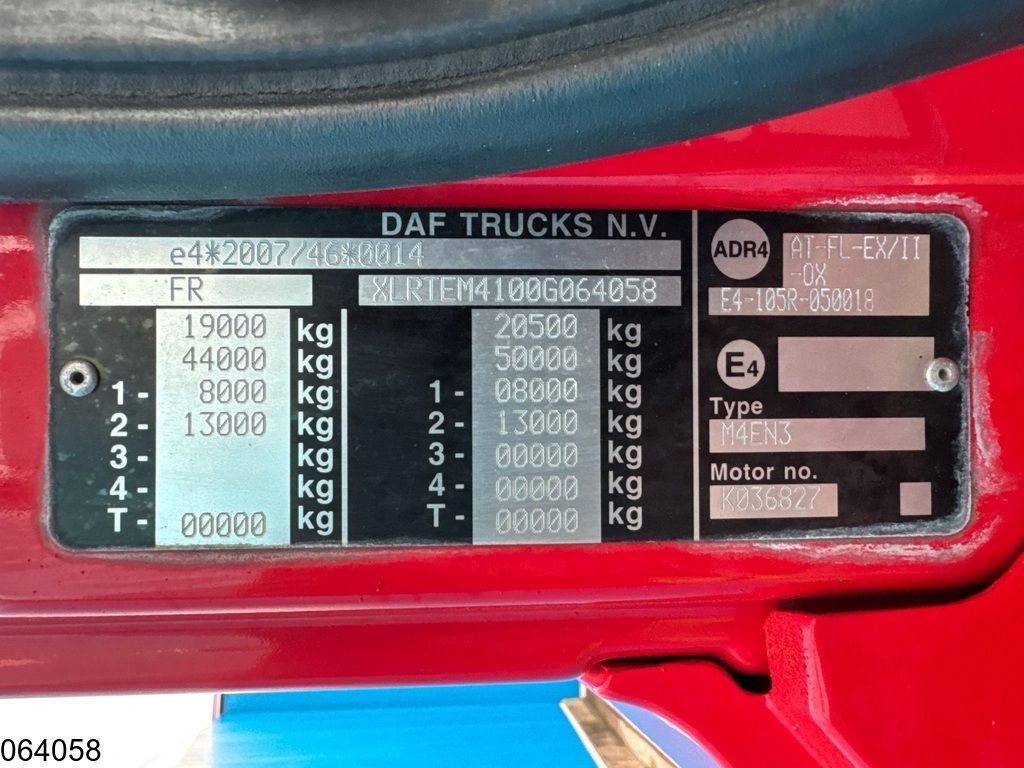 DAF TRUCKS N.V.
e4*2007/46*0014
FR XLRTEM4100G064058
19000 kg 20500 kg
44000 kg 50000 kg
1 - 8000 kg 1 - 08000 kg
2 - 13000 kg 2 - 13000 kg
3 - kg 3 - 00000 kg
4 - kg 4 - 00000 kg
T - 00000 kg T - 00000 kg
ADR4 AT-FL-EX/II
-OX
E4-105R-050018
E4
Type
M4EN3
Motor no.
K036827
064058